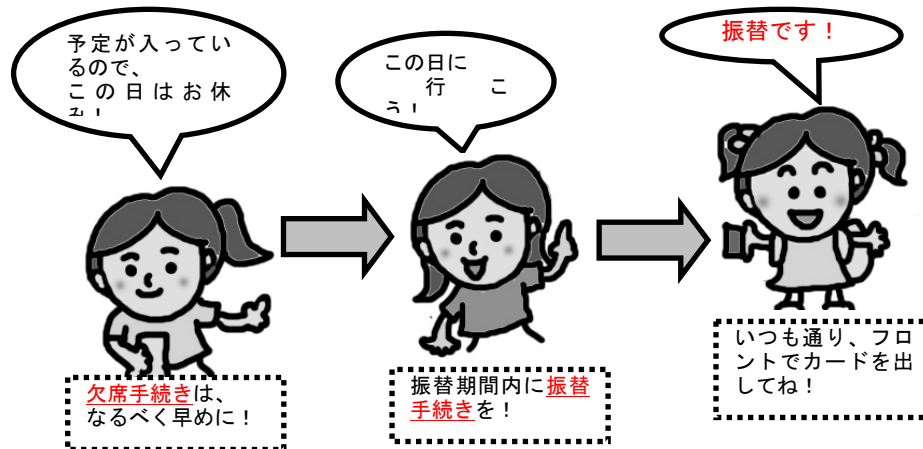 予定が入ってい
るので、
この日はお休
み！
この日に
行こ
う！
振替です！
欠席手続きは、
なるべく早めに！
振替期間内に振替
手続きを！
いつも通り、フロ
ントでカードを出
してね！